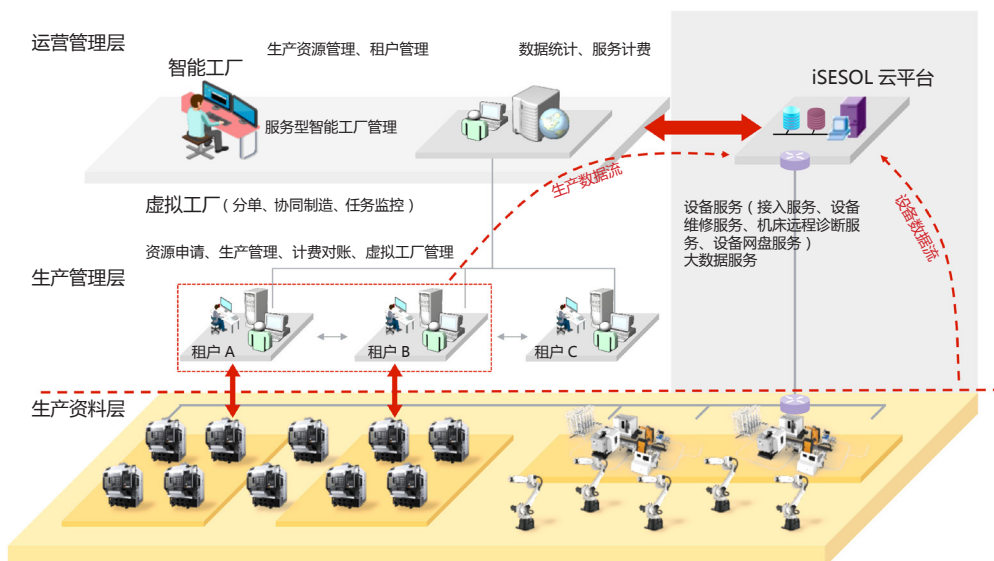 运营管理层
生产资源管理、租户管理
数据统计、服务计费
智能工厂
iSESOL 云平台
服务型智能工厂管理
生产数据流
虚拟工厂（分单、协同制造、任务监控）
设备服务（接入服务、设备
维修服务、机床远程诊断服
务、设备网盘服务）
大数据服务
设备数据流
资源申请、生产管理、计费对账、虚拟工厂管理
生产管理层
租户 A
租户 B
租户 C
生产资料层